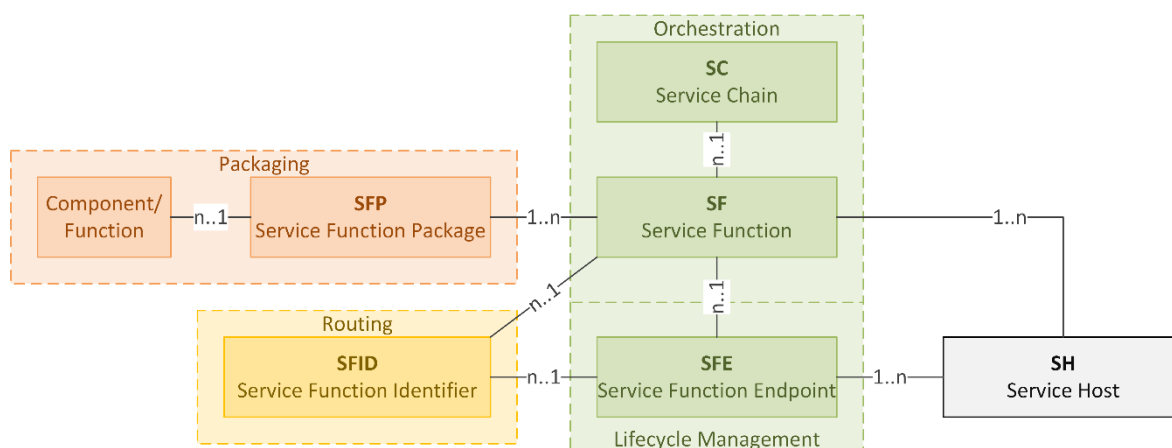 Orchestration
SC
Service Chain
n..1
Packaging
Component/
Function
n..1
SFP
Service Function Package
1..n
SF
Service Function
1..n
n..1
n..1
Routing
SFID
Service Function Identifier
n..1
SFE
Service Function Endpoint
1..n
SH
Service Host
Lifecycle Management